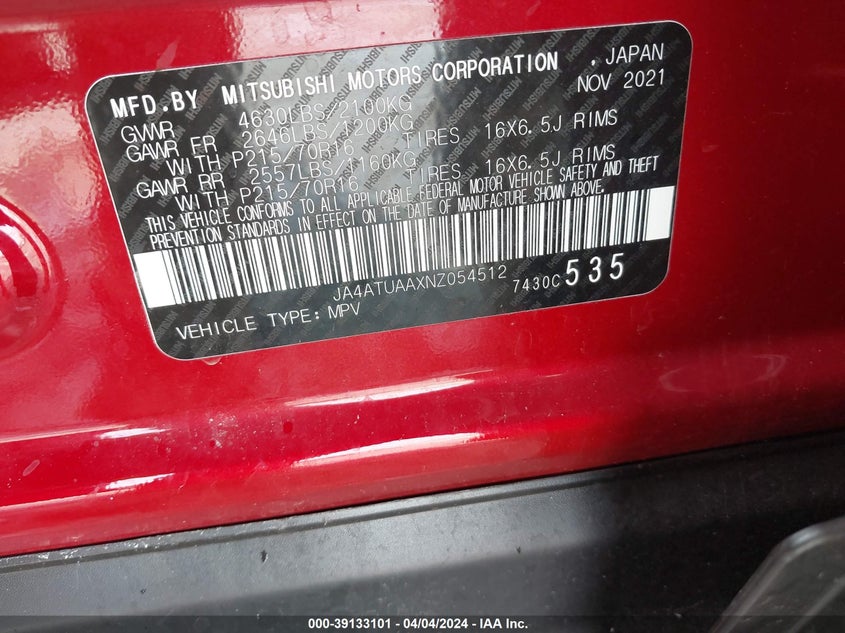 MFD.BY MITSUBISHI MOTORS CORPORATION , JAPAN
NOV 2021
GVWR 4630LBS/2100KG
GAWR FR 2646LBS/1200KG
WITH P215/70R16 TIRES, 16X6.5J RIMS
GAWR RR 2557LBS/1160KG
WITH P215/70R16 TIRES, 16X6.5J RIMS
THIS VEHICLE CONFORMS TO ALL APPLICABLE FEDERAL MOTOR VEHICLE SAFETY AND THEFT
PREVENTION STANDARDS IN EFFECT ON THE DATE OF MANUFACTURE SHOWN ABOVE.
JA4ATUAAXNZ054512 7430C 535
VEHICLE TYPE: MPV
000-39133101 - 04/04/2024 - IAA Inc.